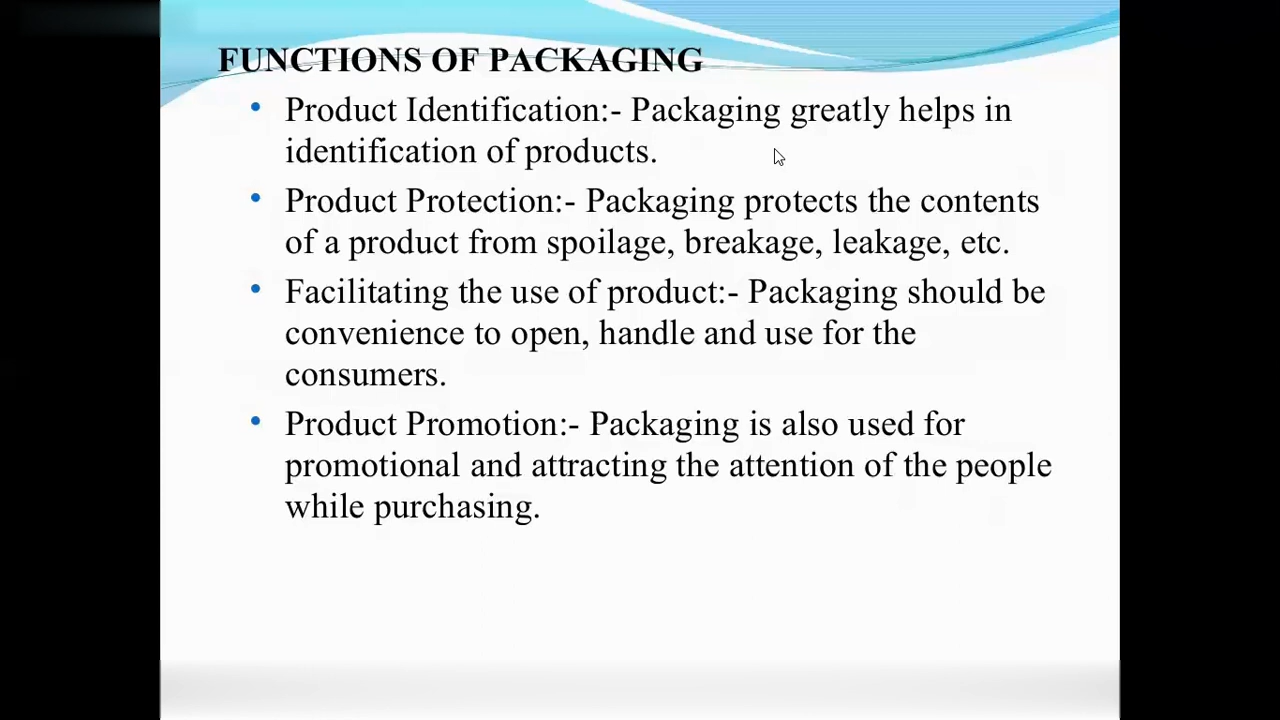 FUNCTIONS OF PACKAGING
• Product Identification:- Packaging greatly helps in
identification of products.
• Product Protection:- Packaging protects the contents
of a product from spoilage, breakage, leakage, etc.
• Facilitating the use of product:- Packaging should be
convenience to open, handle and use for the
consumers.
• Product Promotion:- Packaging is also used for
promotional and attracting the attention of the people
while purchasing.